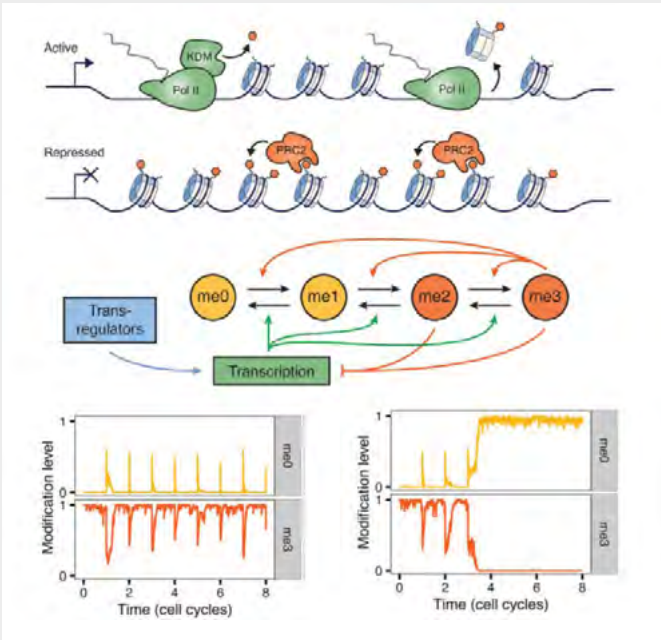 Active
KDM
Pol II
Pol II
Repressed
PRC2
PRC2
me0
me1
me2
me3
Trans-
regulators
Transcription
Modification level
1
0
me0
1
0
me3
0 2 4 6 8
Time (cell cycles)
Modification level
1
0
me0
1
0
me3
0 2 4 6 8
Time (cell cycles)